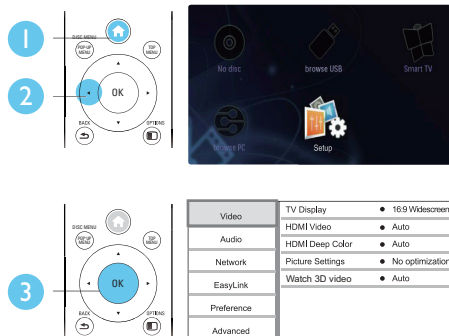 1
DISC MENU
POP-UP MENU
TOP MENU
2
OK
BACK
OPTIONS
No disc
browse USB
Smart TV
browse PC
Setup
DISC MENU
POP-UP MENU
TOP MENU
3
OK
BACK
OPTIONS
Video
Audio
Network
EasyLink
Preference
Advanced
TV Display • 16:9 Widescreen
HDMI Video • Auto
HDMI Deep Color • Auto
Picture Settings • No optimization
Watch 3D video • Auto